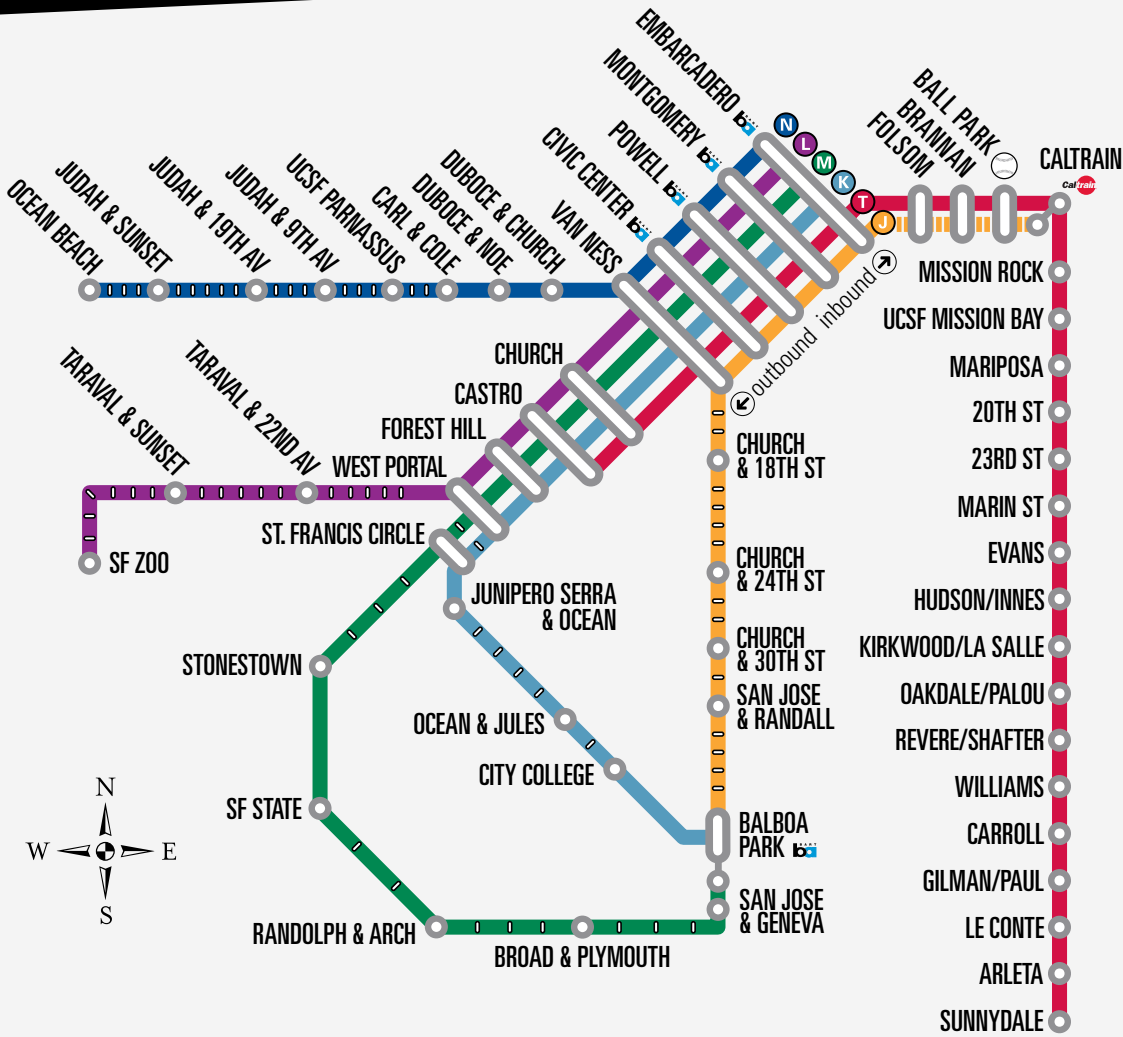 EMBARCADERO
MONTGOMERY
POWELL
CIVIC CENTER
VAN NESS
DUBOCE & CHURCH
DUBOCE & NOE
CARL & COLE
UCSF PARNASSUS
JUDAH & 9TH AV
JUDAH & 19TH AV
JUDAH & SUNSET
OCEAN BEACH
N
L
M
K
T
J
FOLSOM
BRANNAN
BALL PARK
CALTRAIN
Caltrain
inbound
outbound
MISSION ROCK
UCSF MISSION BAY
MARIPOSA
20TH ST
23RD ST
MARIN ST
EVANS
HUDSON/INNES
KIRKWOOD/LA SALLE
OAKDALE/PALOU
REVERE/SHAFTER
WILLIAMS
CARROLL
GILMAN/PAUL
LE CONTE
ARLETA
SUNNYDALE
CHURCH
CASTRO
FOREST HILL
WEST PORTAL
TARAVAL & 22ND AV
TARAVAL & SUNSET
SF ZOO
ST. FRANCIS CIRCLE
JUNIPERO SERRA
& OCEAN
OCEAN & JULES
CITY COLLEGE
STONESTOWN
SF STATE
RANDOLPH & ARCH
BROAD & PLYMOUTH
CHURCH
& 18TH ST
CHURCH
& 24TH ST
CHURCH
& 30TH ST
SAN JOSE
& RANDALL
BALBOA
PARK
ba
SAN JOSE
& GENEVA
N
W
E
S